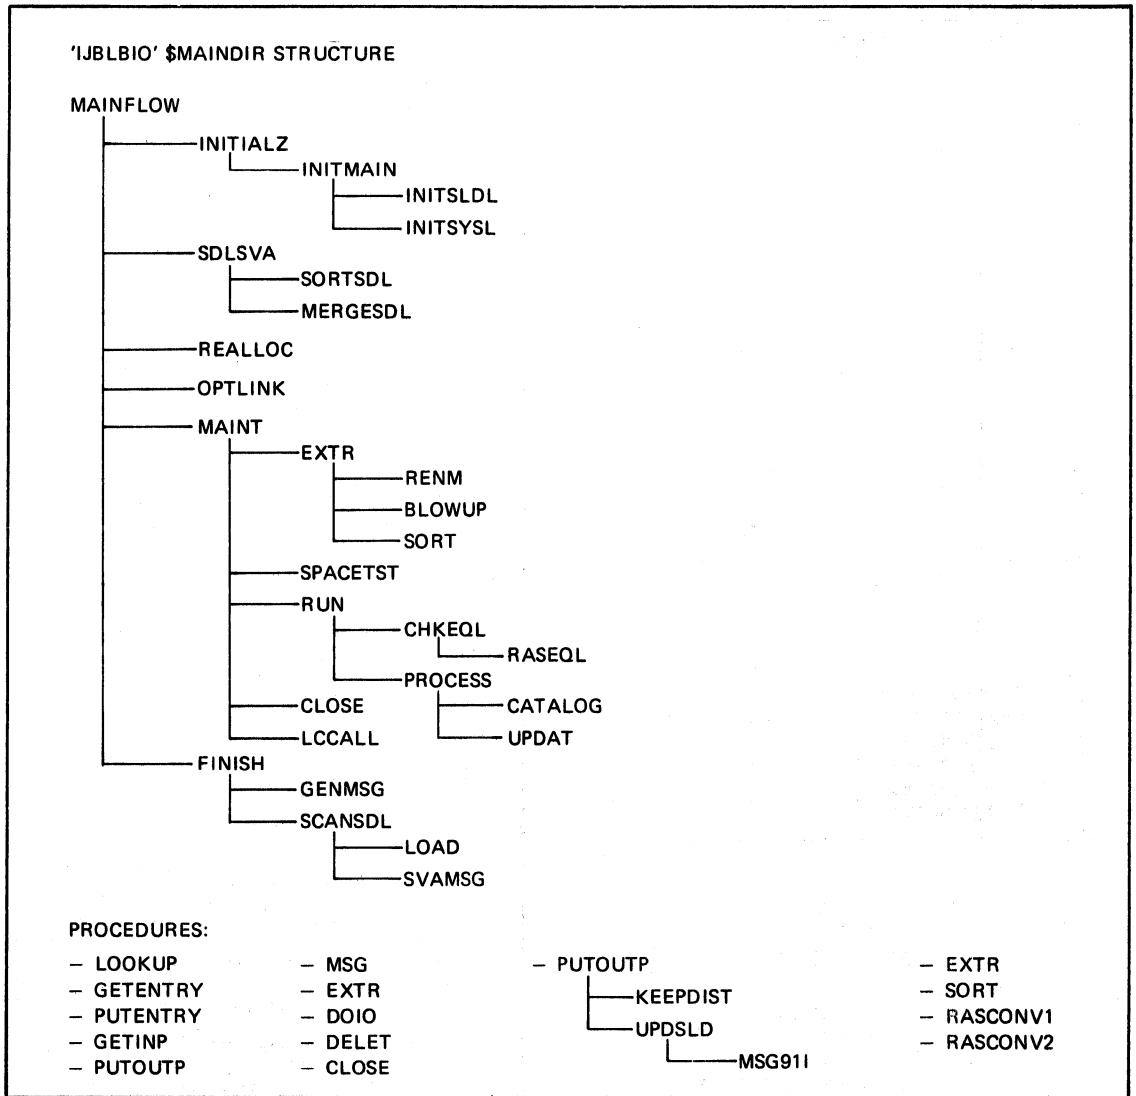 'IJBLBIO' $MAINDIR STRUCTURE
MAINFLOW
INITIALZ
INITMAIN
INITSLDL
INITSYSL
SDLSVA
SORTSDL
MERGESDL
REALLOC
OPTLINK
MAINT
EXTR
RENM
BLOWUP
SORT
SPACETST
RUN
CHKEQL
RASEQL
PROCESS
CLOSE
CATALOG
LCCALL
UPDAT
FINISH
GENMSG
SCANSDL
LOAD
SVAMSG
PROCEDURES:
– LOOKUP
– GETENTRY
– PUTENTRY
– GETINP
– PUTOUTP
– MSG
– EXTR
– DOIO
– DELET
– CLOSE
– PUTOUTP
KEEPDIST
UPDSLD
MSG91I
– EXTR
– SORT
– RASCONV1
– RASCONV2